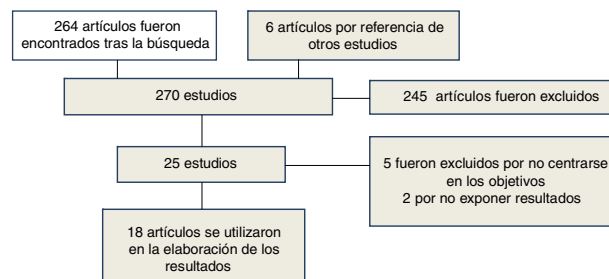 264 artículos fueron
encontrados tras la búsqueda
6 artículos por referencia de
otros estudios
270 estudios
245 artículos fueron excluidos
25 estudios
5 fueron excluidos por no centrarse
en los objetivos
2 por no exponer resultados
18 artículos se utilizaron
en la elaboración de los
resultados